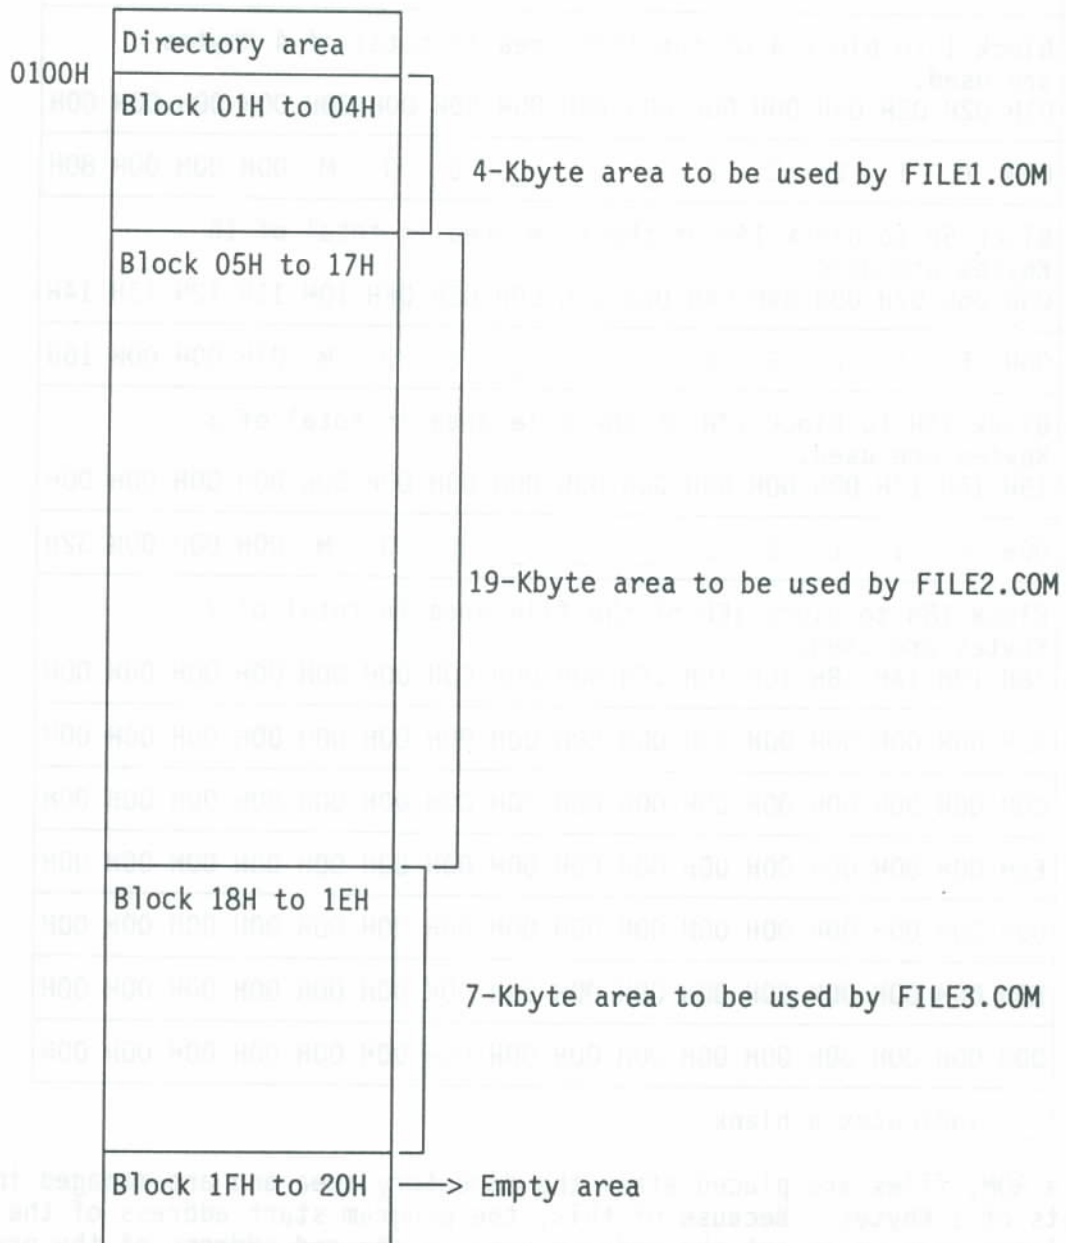 Directory area
0100H
Block 01H to 04H
4-Kbyte area to be used by FILE1.COM
Block 05H to 17H
19-Kbyte area to be used by FILE2.COM
Block 18H to 1EH
7-Kbyte area to be used by FILE3.COM
Block 1FH to 20H ——> Empty area